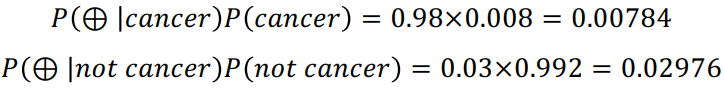 P(⊕ |cancer)P(cancer) = 0.98×0.008 = 0.00784
P(⊕ |not cancer)P(not cancer) = 0.03×0.992 = 0.02976